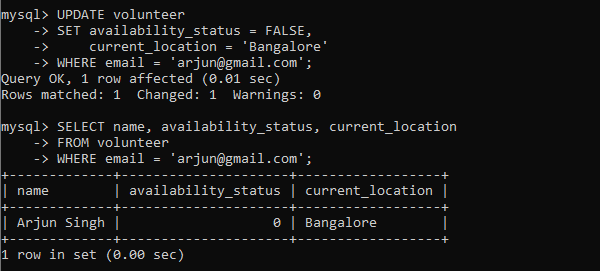 mysql> UPDATE volunteer
    -> SET availability_status = FALSE,
    ->     current_location = 'Bangalore'
    -> WHERE email = 'arjun@gmail.com';
Query OK, 1 row affected (0.01 sec)
Rows matched: 1  Changed: 1  Warnings: 0

mysql> SELECT name, availability_status, current_location
    -> FROM volunteer
    -> WHERE email = 'arjun@gmail.com';
+-------------+---------------------+------------------+
| name        | availability_status | current_location |
+-------------+---------------------+------------------+
| Arjun Singh |                   0 | Bangalore        |
+-------------+---------------------+------------------+
1 row in set (0.00 sec)